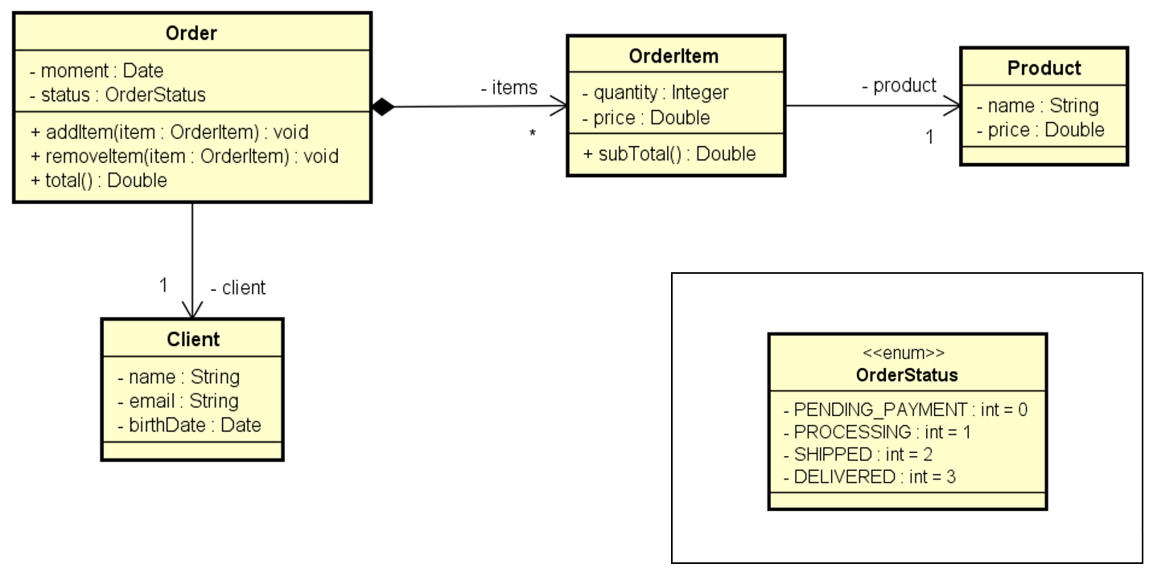 Order
- moment : Date
- status : OrderStatus
+ addItem(item : OrderItem) : void
+ removeItem(item : OrderItem) : void
+ total() : Double
- items
*
OrderItem
- quantity : Integer
- price : Double
+ subTotal() : Double
- product
1
Product
- name : String
- price : Double
1
- client
Client
- name : String
- email : String
- birthDate : Date
<<enum>>
OrderStatus
- PENDING_PAYMENT : int = 0
- PROCESSING : int = 1
- SHIPPED : int = 2
- DELIVERED : int = 3